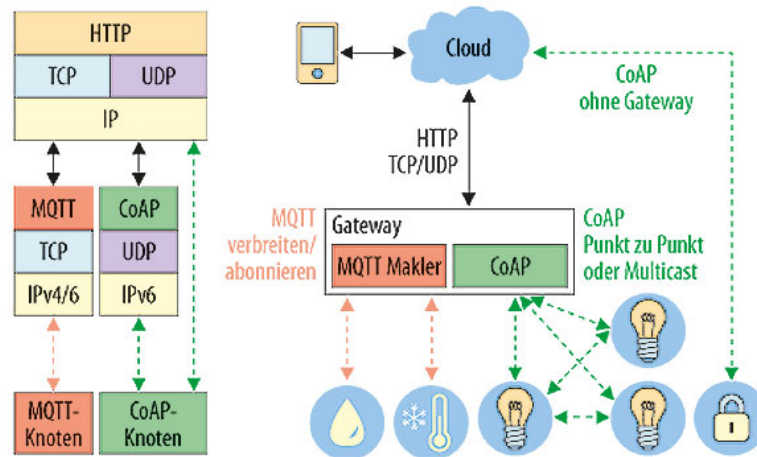 HTTP
TCP UDP
IP
MQTT CoAP
TCP UDP
IPv4/6 IPv6
MQTT-
Knoten
CoAP-
Knoten
Cloud
CoAP
ohne Gateway
HTTP
TCP/UDP
MQTT
verbreiten/
abonnieren
Gateway
MQTT Makler CoAP
CoAP
Punkt zu Punkt
oder Multicast